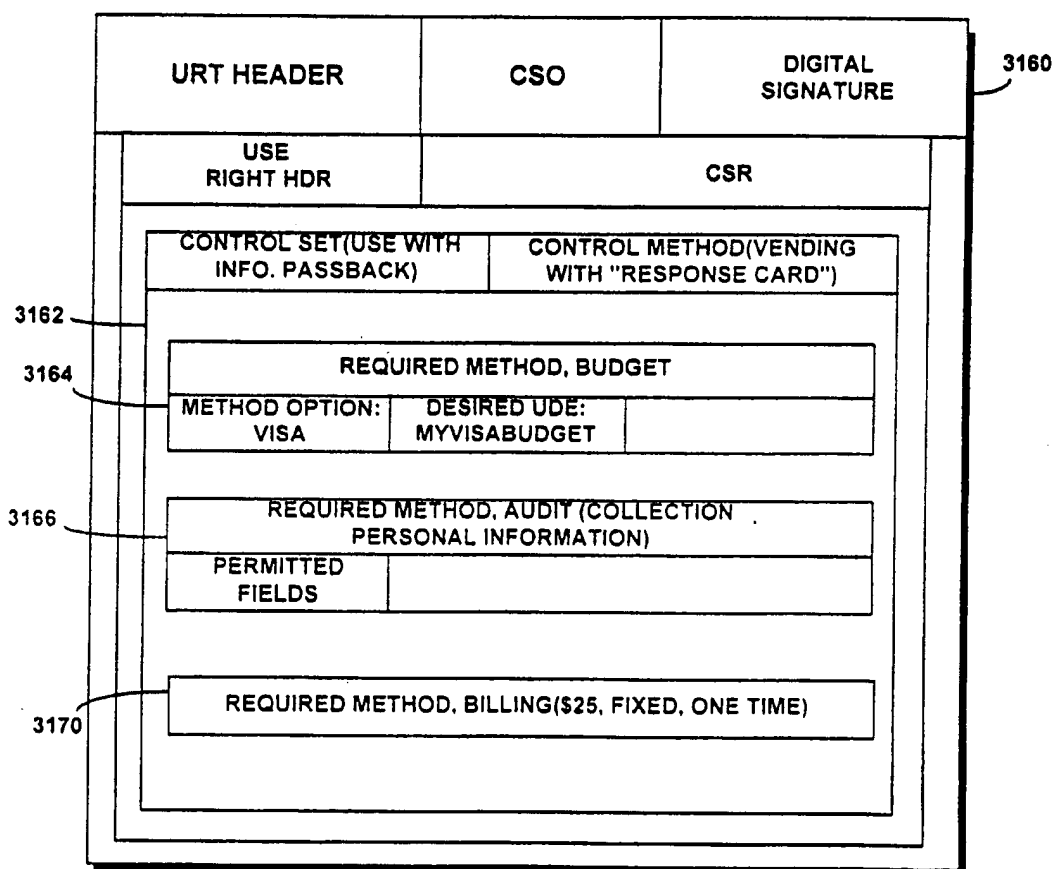 URT HEADER
CSO
DIGITAL
SIGNATURE
3160
USE
RIGHT HDR
CSR
CONTROL SET(USE WITH
INFO. PASSBACK)
CONTROL METHOD(VENDING
WITH "RESPONSE CARD")
3162
REQUIRED METHOD, BUDGET
3164
METHOD OPTION:
VISA
DESIRED UDE:
MYVISABUDGET
3166
REQUIRED METHOD, AUDIT (COLLECTION
PERSONAL INFORMATION)
PERMITTED
FIELDS
3170
REQUIRED METHOD, BILLING($25, FIXED, ONE TIME)